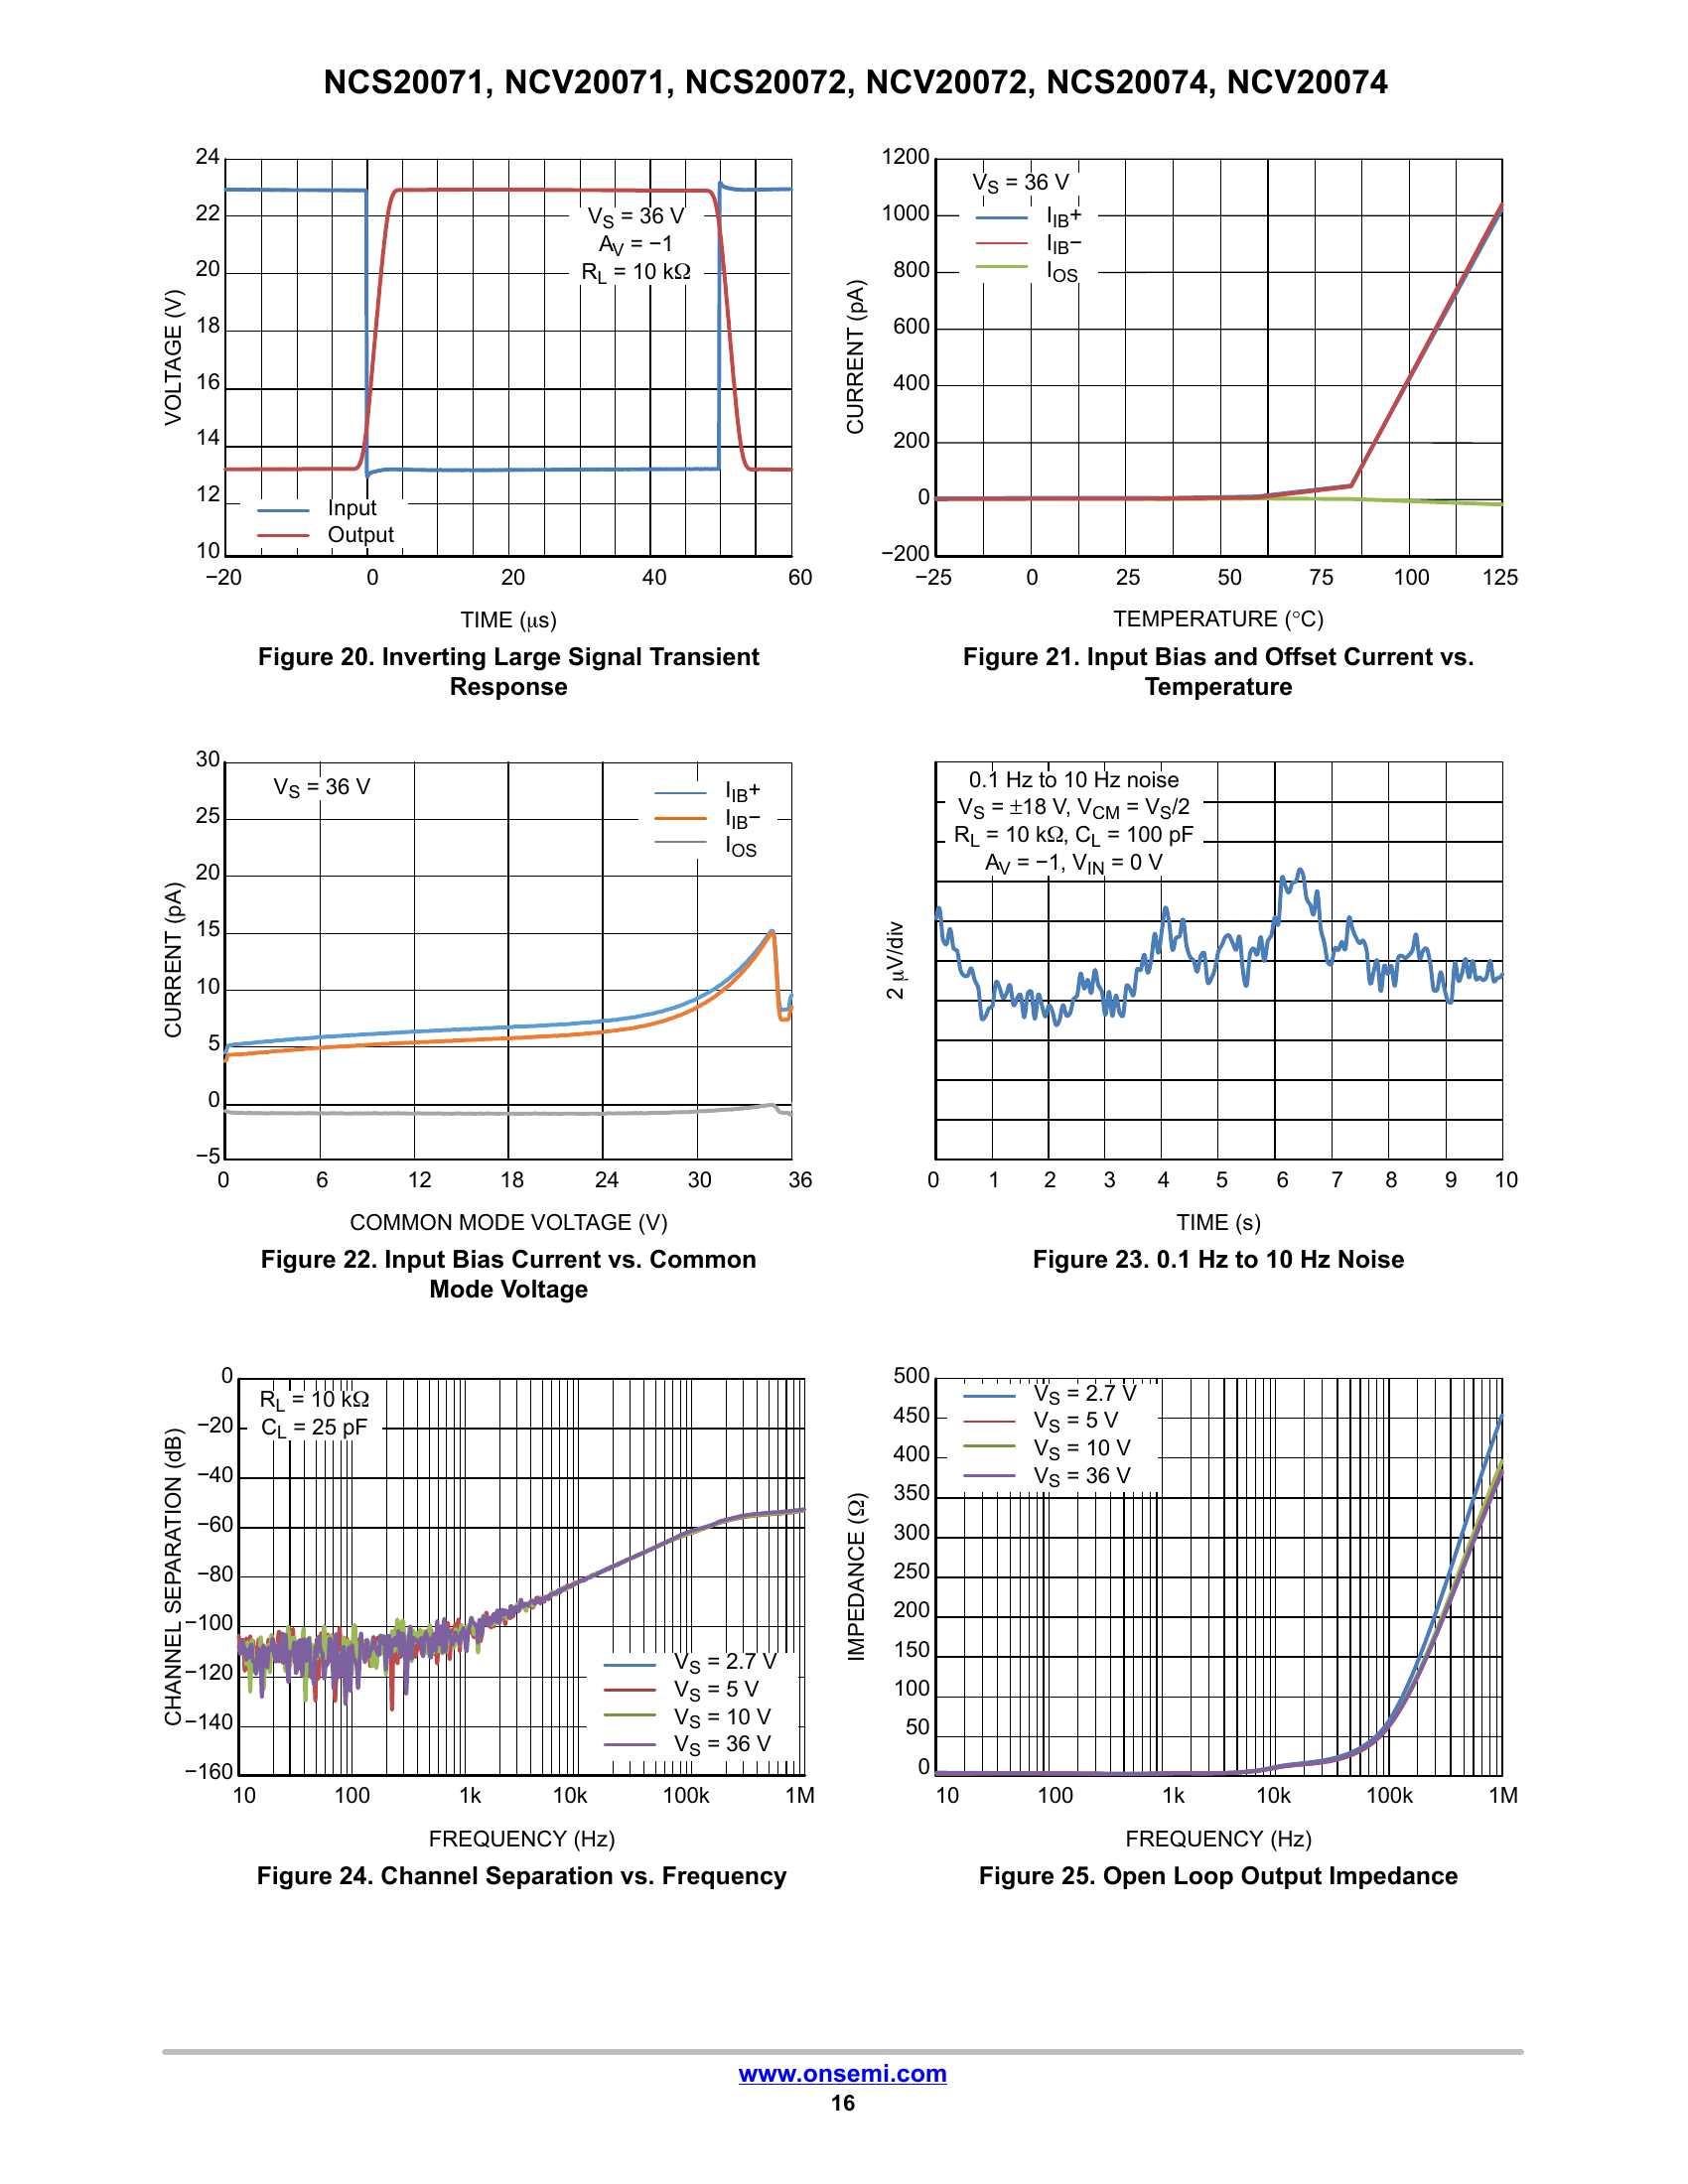 NCS20071, NCV20071, NCS20072, NCV20072, NCS20074, NCV20074
24
22
20
18
16
14
12
10
VOLTAGE (V)
VS = 36 V
AV = −1
RL = 10 kΩ
Input
Output
−20 0 20 40 60
TIME (μs)
Figure 20. Inverting Large Signal Transient
Response
1200
1000
800
600
400
200
0
−200
CURRENT (pA)
VS = 36 V
IIB+
IIB−
IOS
−25 0 25 50 75 100 125
TEMPERATURE (°C)
Figure 21. Input Bias and Offset Current vs.
Temperature
30
25
20
15
10
5
0
−5
CURRENT (pA)
VS = 36 V
IIB+
IIB−
IOS
0 6 12 18 24 30 36
COMMON MODE VOLTAGE (V)
Figure 22. Input Bias Current vs. Common
Mode Voltage
2 μV/div
0.1 Hz to 10 Hz noise
VS = ±18 V, VCM = VS/2
RL = 10 kΩ, CL = 100 pF
AV = −1, VIN = 0 V
0 1 2 3 4 5 6 7 8 9 10
TIME (s)
Figure 23. 0.1 Hz to 10 Hz Noise
0
−20
−40
−60
−80
−100
−120
−140
−160
CHANNEL SEPARATION (dB)
RL = 10 kΩ
CL = 25 pF
VS = 2.7 V
VS = 5 V
VS = 10 V
VS = 36 V
10 100 1k 10k 100k 1M
FREQUENCY (Hz)
Figure 24. Channel Separation vs. Frequency
500
450
400
350
300
250
200
150
100
50
0
IMPEDANCE (Ω)
VS = 2.7 V
VS = 5 V
VS = 10 V
VS = 36 V
10 100 1k 10k 100k 1M
FREQUENCY (Hz)
Figure 25. Open Loop Output Impedance
www.onsemi.com
16